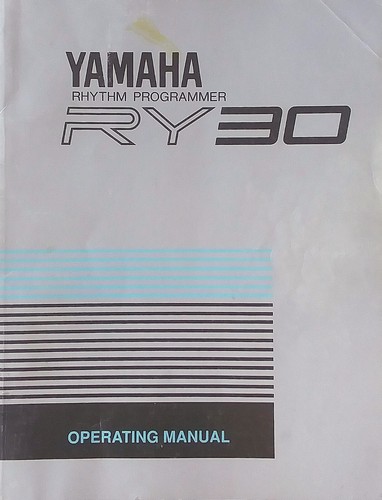 YAMAHA
RHYTHM PROGRAMMER
RY30
OPERATING MANUAL